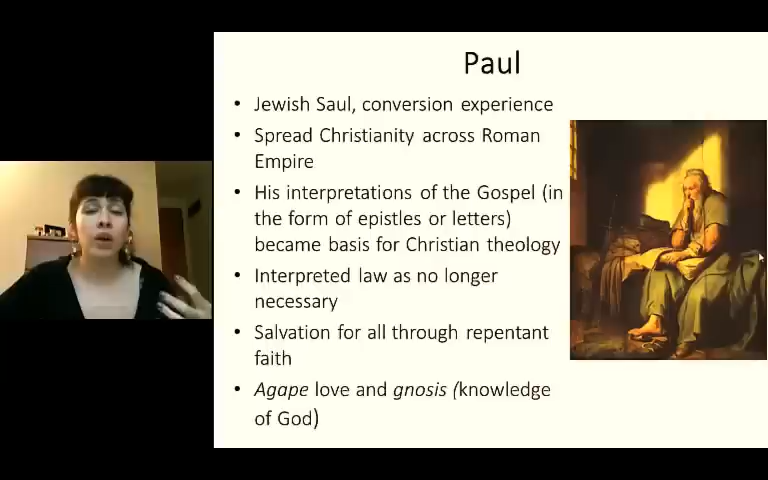 Paul
• Jewish Saul, conversion experience
• Spread Christianity across Roman
Empire
• His interpretations of the Gospel (in
the form of epistles or letters)
became basis for Christian theology
• Interpreted law as no longer
necessary
• Salvation for all through repentant
faith
• Agape love and gnosis (knowledge
of God)